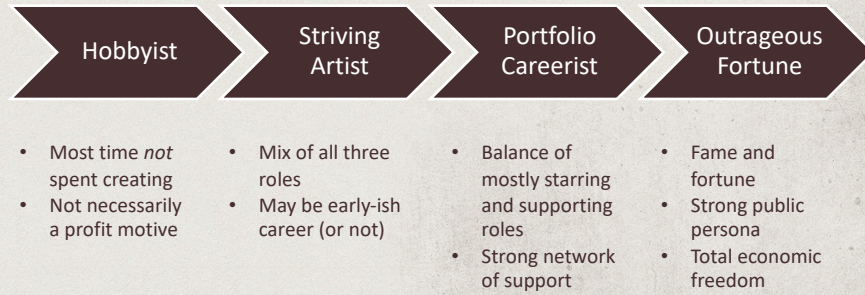 Hobbyist
Striving
Artist
Portfolio
Careerist
Outrageous
Fortune
• Most time not
spent creating
• Not necessarily
a profit motive
• Mix of all three
roles
• May be early-ish
career (or not)
• Balance of
mostly starring
and supporting
roles
• Strong network
of support
• Fame and
fortune
• Strong public
persona
• Total economic
freedom